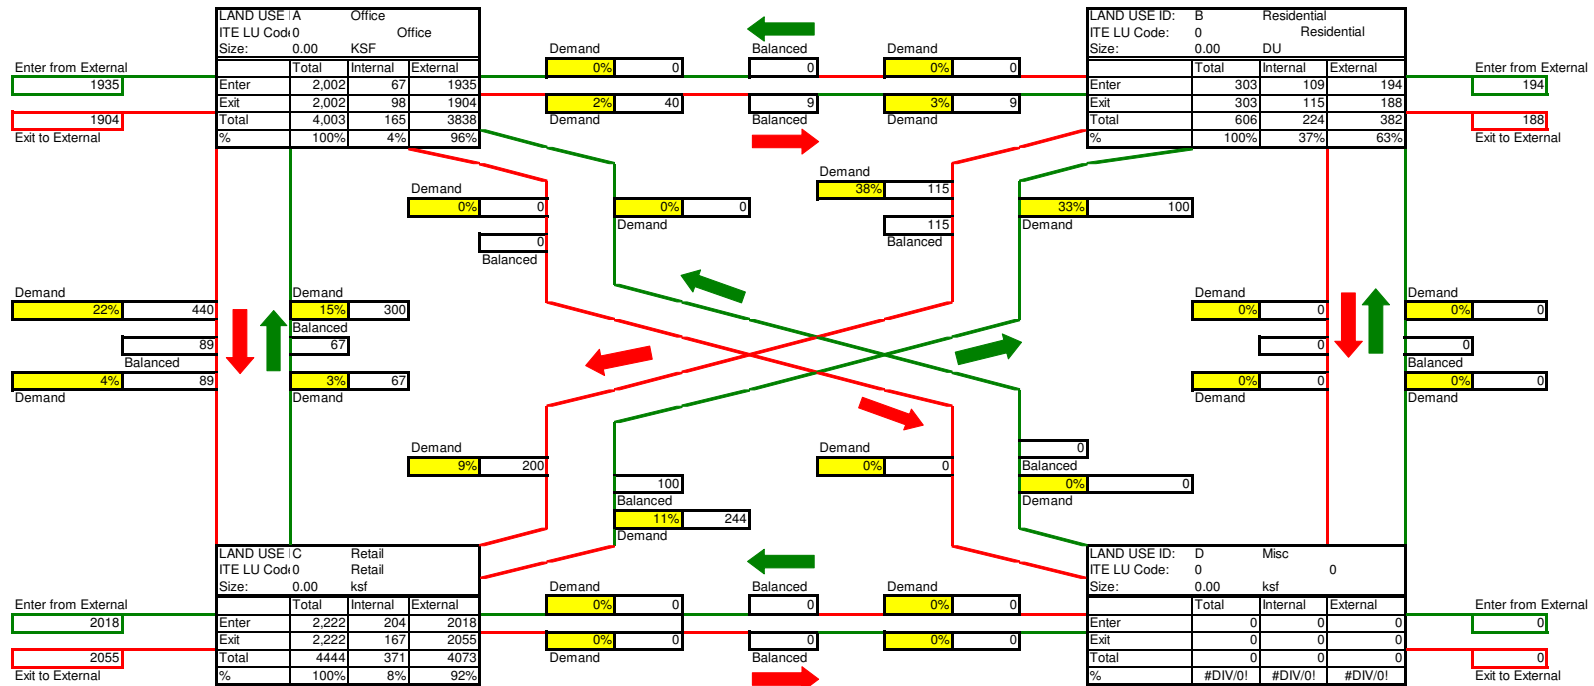 LAND USE I A Office
ITE LU Code 0 Office
Size: 0.00 KSF
Total Internal External
Enter 2,002 67 1935
Exit 2,002 98 1904
Total 4,003 165 3838
% 100% 4% 96%
Enter from External
1935
1904
Exit to External
Demand Balanced Demand
0% 0 0 0% 0
2% 40 9 3% 9
Demand Balanced Demand
LAND USE ID: B Residential
ITE LU Code: 0 Residential
Size: 0.00 DU
Total Internal External
Enter 303 109 194
Exit 303 115 188
Total 606 224 382
% 100% 37% 63%
Enter from External
194
188
Exit to External
Demand
0% 0
0
Balanced
0% 0
Demand
Demand
38% 115
115
Balanced
33% 100
Demand
Demand
22% 440
89
Balanced
4% 89
Demand
Demand
15% 300
Balanced
67
3% 67
Demand
Demand
0% 0
0
0% 0
Demand
Demand
0% 0
0
Balanced
0% 0
Demand
Demand
9% 200
100
Balanced
11% 244
Demand
Demand
0% 0
0
Balanced
0% 0
Demand
LAND USE I C Retail
ITE LU Code 0 Retail
Size: 0.00 ksf
Total Internal External
Enter 2,222 204 2018
Exit 2,222 167 2055
Total 4444 371 4073
% 100% 8% 92%
Enter from External
2018
2055
Exit to External
Demand Balanced Demand
0% 0 0 0% 0
0% 0 0 0% 0
Demand Balanced Demand
LAND USE ID: D Misc
ITE LU Code: 0 0
Size: 0.00 ksf
Total Internal External
Enter 0 0 0
Exit 0 0 0
Total 0 0 0
% #DIV/0! #DIV/0! #DIV/0!
Enter from External
0
0
Exit to External